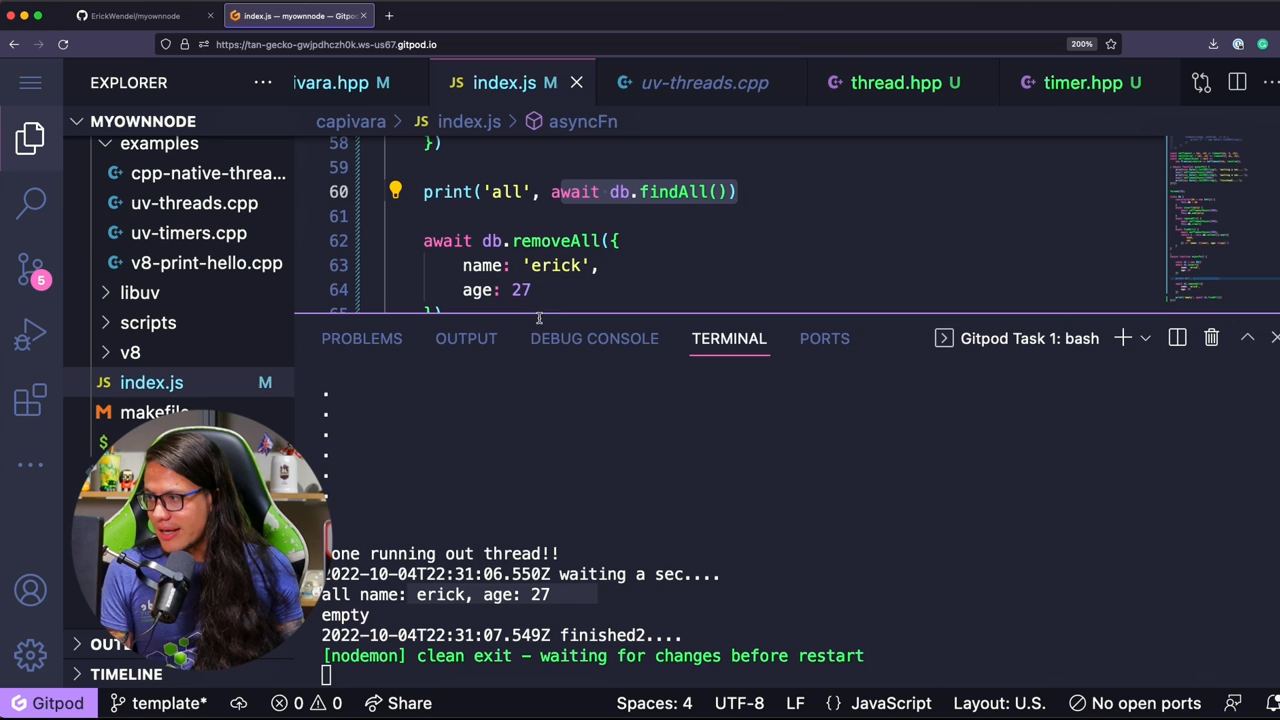 ErickWendel/myownnode
index.js — myownnode — Gitpod
https://tan-gecko-gwjpdhczh0k.ws-us67.gitpod.io
200%
EXPLORER
ivara.hpp M
JS index.js M
uv-threads.cpp
thread.hpp U
timer.hpp U
MYOWNNODE
capivara > JS index.js > asyncFn
examples
cpp-native-threa...
uv-threads.cpp
uv-timers.cpp
v8-print-hello.cpp
libuv
scripts
v8
JS index.js M
makefile
58 })
59
60 print('all', await db.findAll())
61
62 await db.removeAll({
63 name: 'erick',
64 age: 27
})
PROBLEMS OUTPUT DEBUG CONSOLE TERMINAL PORTS
Gitpod Task 1: bash
.
.
.
.
.
.
one running out thread!!
2022-10-04T22:31:06.550Z waiting a sec....
all name: erick, age: 27
empty
2022-10-04T22:31:07.549Z finished2....
[nodemon] clean exit - waiting for changes before restart
5
TIMELINE
Gitpod
template*
0 0
Share
Spaces: 4
UTF-8
LF
{ } JavaScript
Layout: U.S.
No open ports